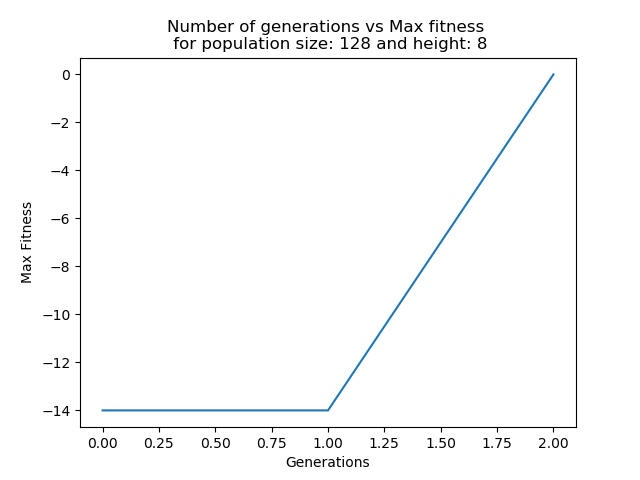 Number of generations vs Max fitness
for population size: 128 and height: 8
0
−2
−4
−6
−8
−10
−12
−14
Max Fitness
0.00 0.25 0.50 0.75 1.00 1.25 1.50 1.75 2.00
Generations